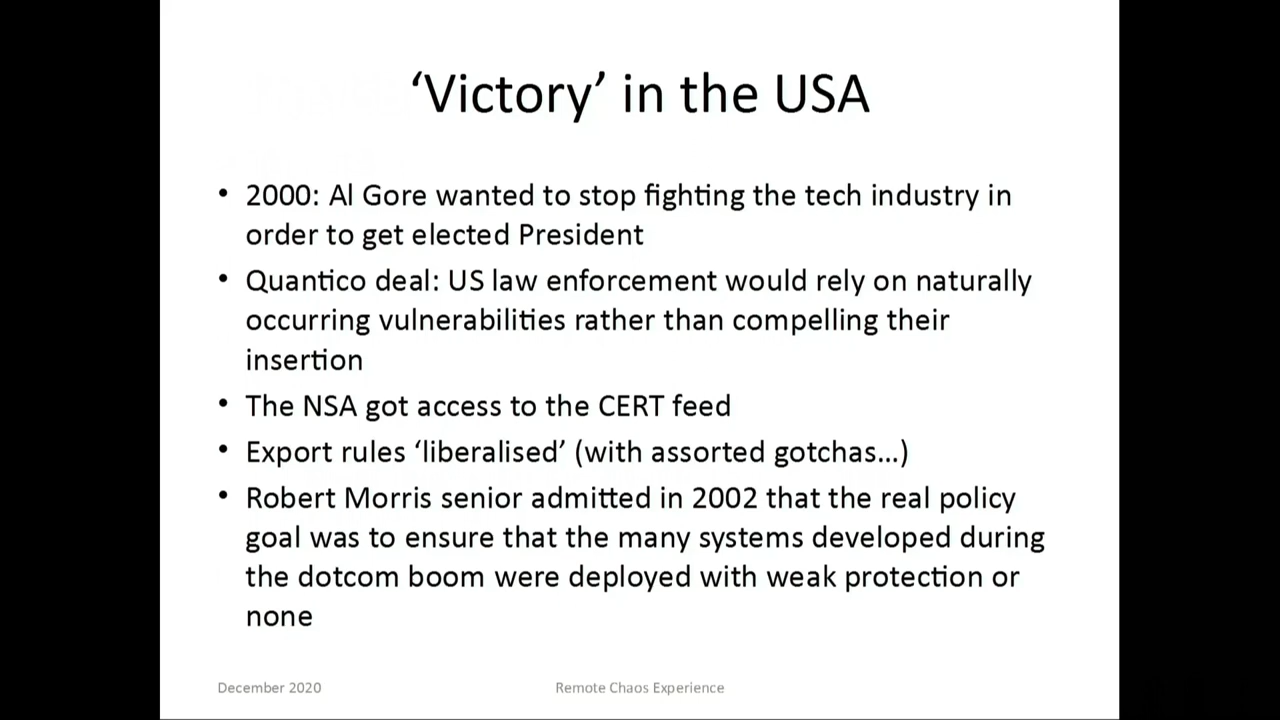 ‘Victory’ in the USA
• 2000: Al Gore wanted to stop fighting the tech industry in
order to get elected President
• Quantico deal: US law enforcement would rely on naturally
occurring vulnerabilities rather than compelling their
insertion
• The NSA got access to the CERT feed
• Export rules ‘liberalised’ (with assorted gotchas…)
• Robert Morris senior admitted in 2002 that the real policy
goal was to ensure that the many systems developed during
the dotcom boom were deployed with weak protection or
none
December 2020
Remote Chaos Experience